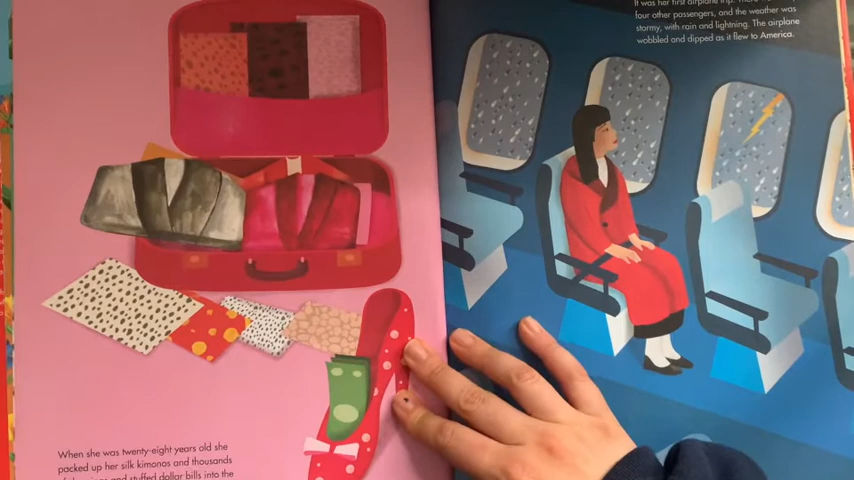 When she was twenty-eight years old she
packed up her silk kimonos and thousands
stuffed dollar bills into the
It was her first airplane trip.
four other passengers, and the weather was
stormy, with rain and lightning. The airplane
wobbled and dipped as it flew to America.